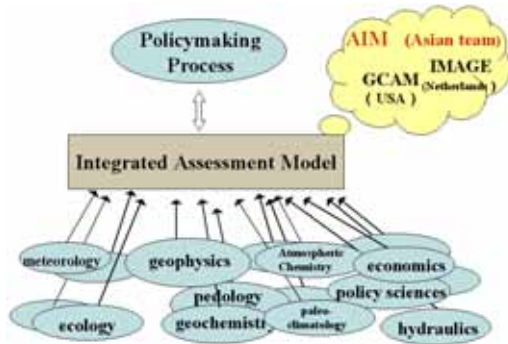 Policymaking
Process
AIM (Asian team)
IMAGE
GCAM (Netherlands)
(USA)
Integrated Assessment Model
meteorology
geophysics
Atmospheric
Chemistry
economics
pedology
policy sciences
ecology
geochemistry
paleo-
climatology
hydraulics